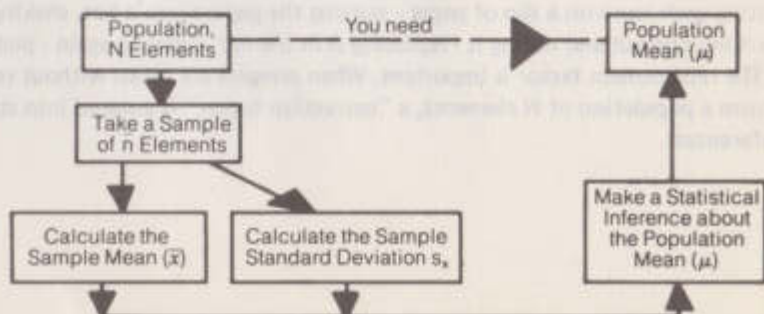 Population,
N Elements
You need
Population
Mean (μ)
Take a Sample
of n Elements
Calculate the
Sample Mean (x̄)
Calculate the Sample
Standard Deviation sₓ
Make a Statistical
Inference about
the Population
Mean (μ)